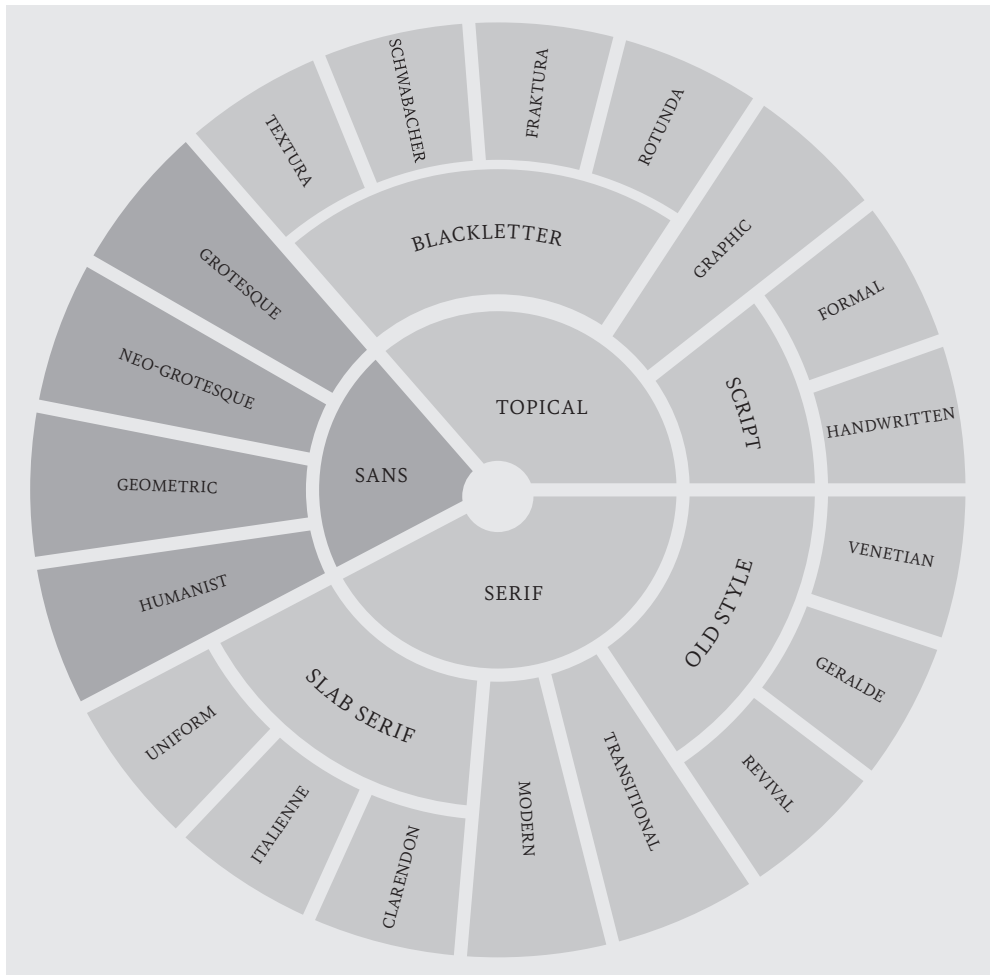 SCHWABACHER
FRAKTURA
ROTUNDA
TEXTURA
BLACKLETTER
GRAPHIC
FORMAL
GROTESQUE
NEO-GROTESQUE
SCRIPT
HANDWRITTEN
TOPICAL
SANS
GEOMETRIC
VENETIAN
SERIF
OLD STYLE
HUMANIST
GERALDE
SLAB SERIF
UNIFORM
REVIVAL
TRANSITIONAL
MODERN
ITALIENNE
CLARENDON